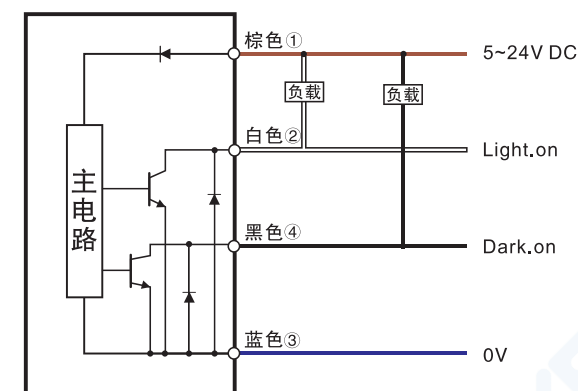 棕色①
5~24V DC
负载
负载
白色②
Light.on
主电路
黑色④
Dark.on
蓝色③
0V